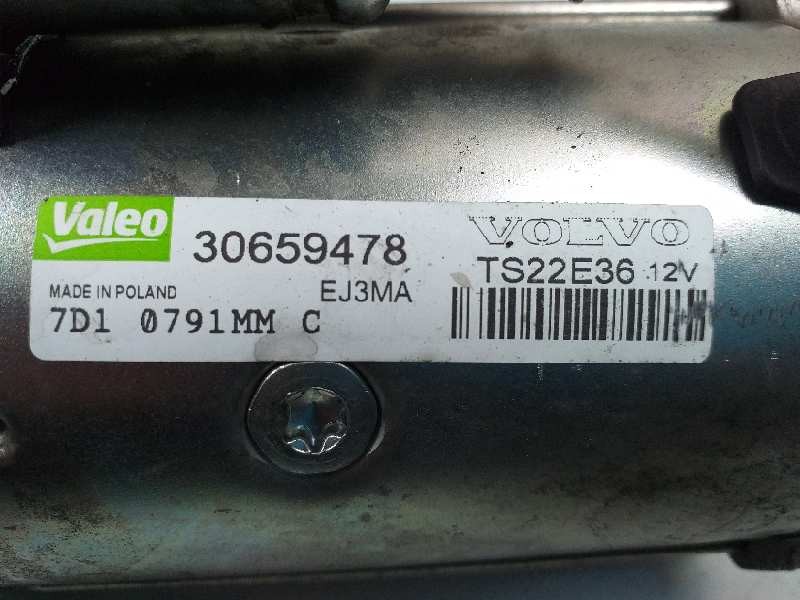 Valeo
30659478
VOLVO
TS22E36 12V
EJ3MA
MADE IN POLAND
7D1 0791MM C